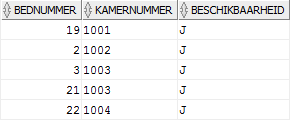 BEDNUMMER KAMERNUMMER BESCHIKBAARHEID
19 1001 J
2 1002 J
3 1003 J
21 1003 J
22 1004 J